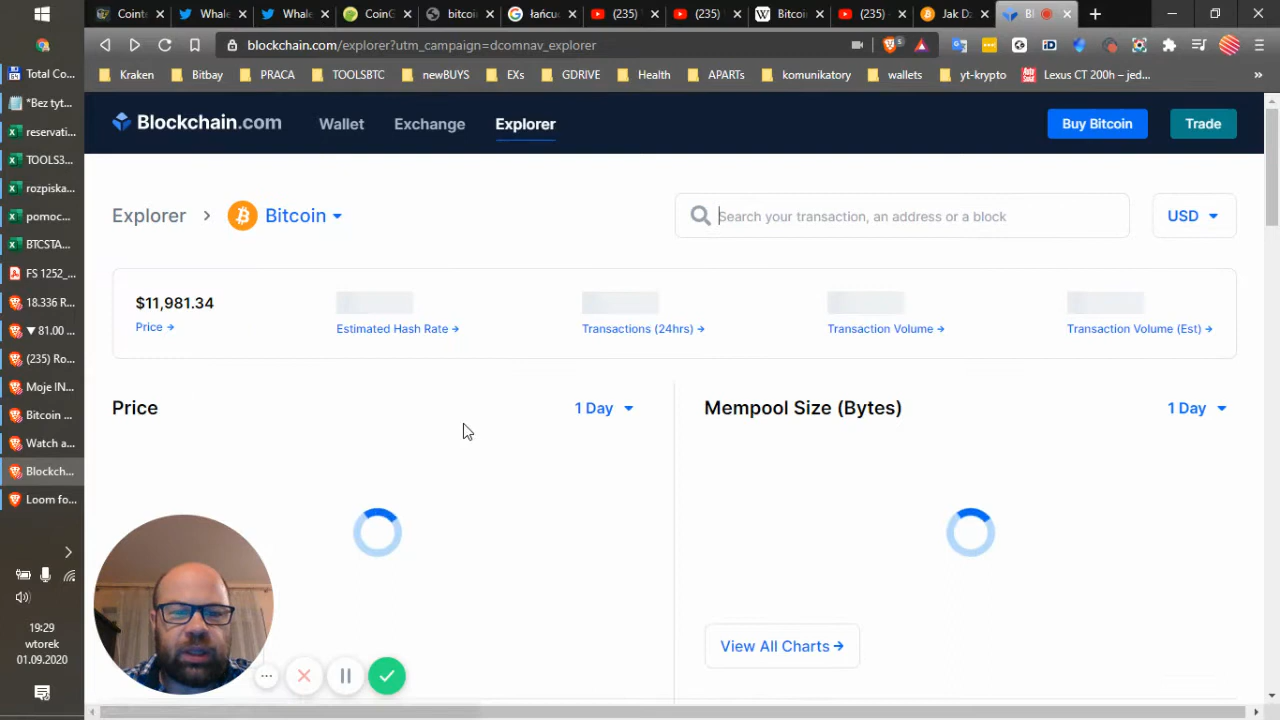 Cointe
Whale
Whale
CoinG
bitcoi
łańcu
(235)
(235)
Bitcoi
(235)
Jak Dz
Bl
blockchain.com/explorer?utm_campaign=dcomnav_explorer
5
Kraken
Bitbay
PRACA
TOOLSBTC
newBUYS
EXs
GDRIVE
Health
APARTs
komunikatory
wallets
yt-krypto
Lexus CT 200h – jed...
»
Total Co...
*Bez tyt...
reservati...
TOOLS3...
rozpiska...
pomoc...
BTCSTA...
FS 1252_...
18.336 R...
▼ 81.00 ...
(235) Ro...
Moje IN...
Bitcoin ...
Watch a...
Blockch...
Loom fo...
19:29
wtorek
01.09.2020
Blockchain.com
Wallet
Exchange
Explorer
Buy Bitcoin
Trade
Explorer > Bitcoin
Search your transaction, an address or a block
USD
$11,981.34
Price →
Estimated Hash Rate →
Transactions (24hrs) →
Transaction Volume →
Transaction Volume (Est) →
Price
1 Day
Mempool Size (Bytes)
1 Day
View All Charts →